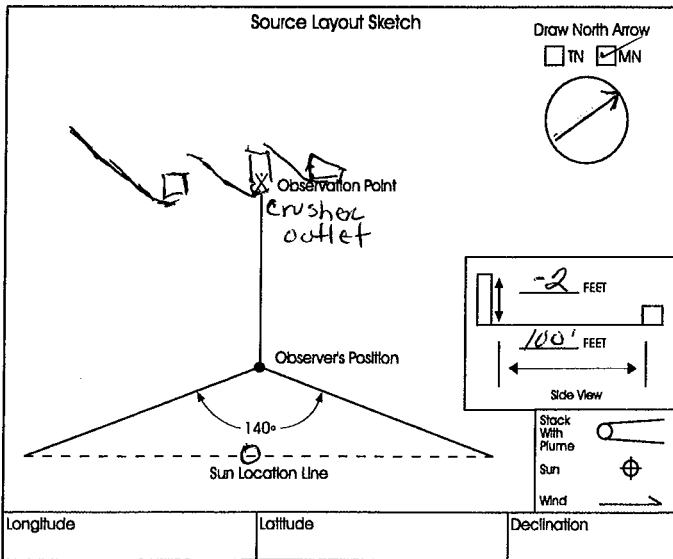 Source Layout Sketch
Draw North Arrow
TN MN
Observation Point
Crusher
outlet
-2 FEET
Observer's Position
100' FEET
Side View
140°
Stack
With
Plume
Sun
Sun Location Line
Wind
Longitude Latitude Declination